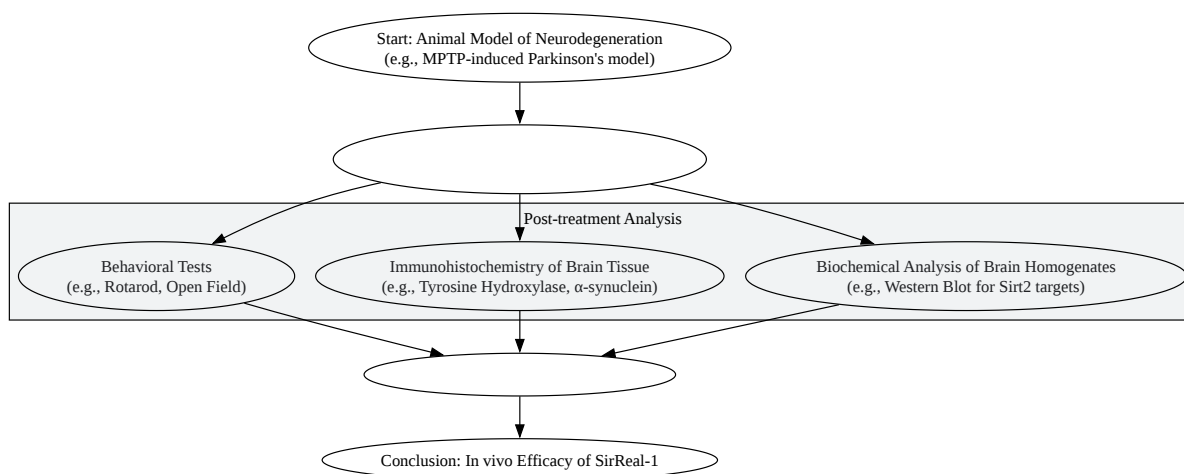 Start: Animal Model of Neurodegeneration
(e.g., MPTP-induced Parkinson's model)
Post-treatment Analysis
Behavioral Tests
(e.g., Rotarod, Open Field)
Immunohistochemistry of Brain Tissue
(e.g., Tyrosine Hydroxylase, α-synuclein)
Biochemical Analysis of Brain Homogenates
(e.g., Western Blot for Sirt2 targets)
Conclusion: In vivo Efficacy of SirReal-1